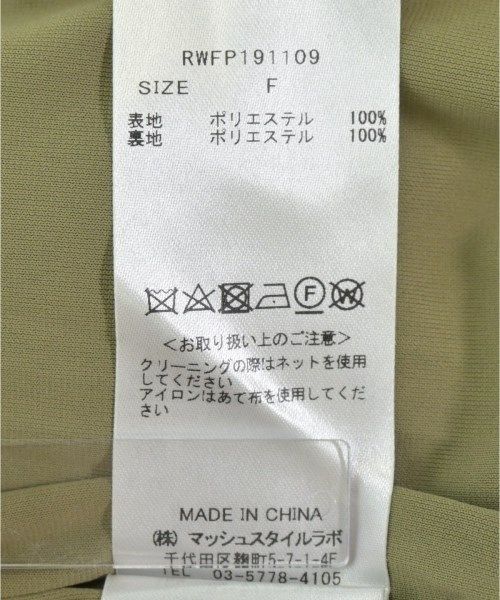 RWFP191109
SIZE F
表地 ポリエステル 100%
裏地 ポリエステル 100%
F W
<お取り扱い上のご注意>
クリーニングの際はネットを使用
してください
アイロンはあて布を使用してくだ
さい
MADE IN CHINA
(株) マッシュスタイルラボ
千代田区麹町5-7-1-4F
TEL 03-5778-4105